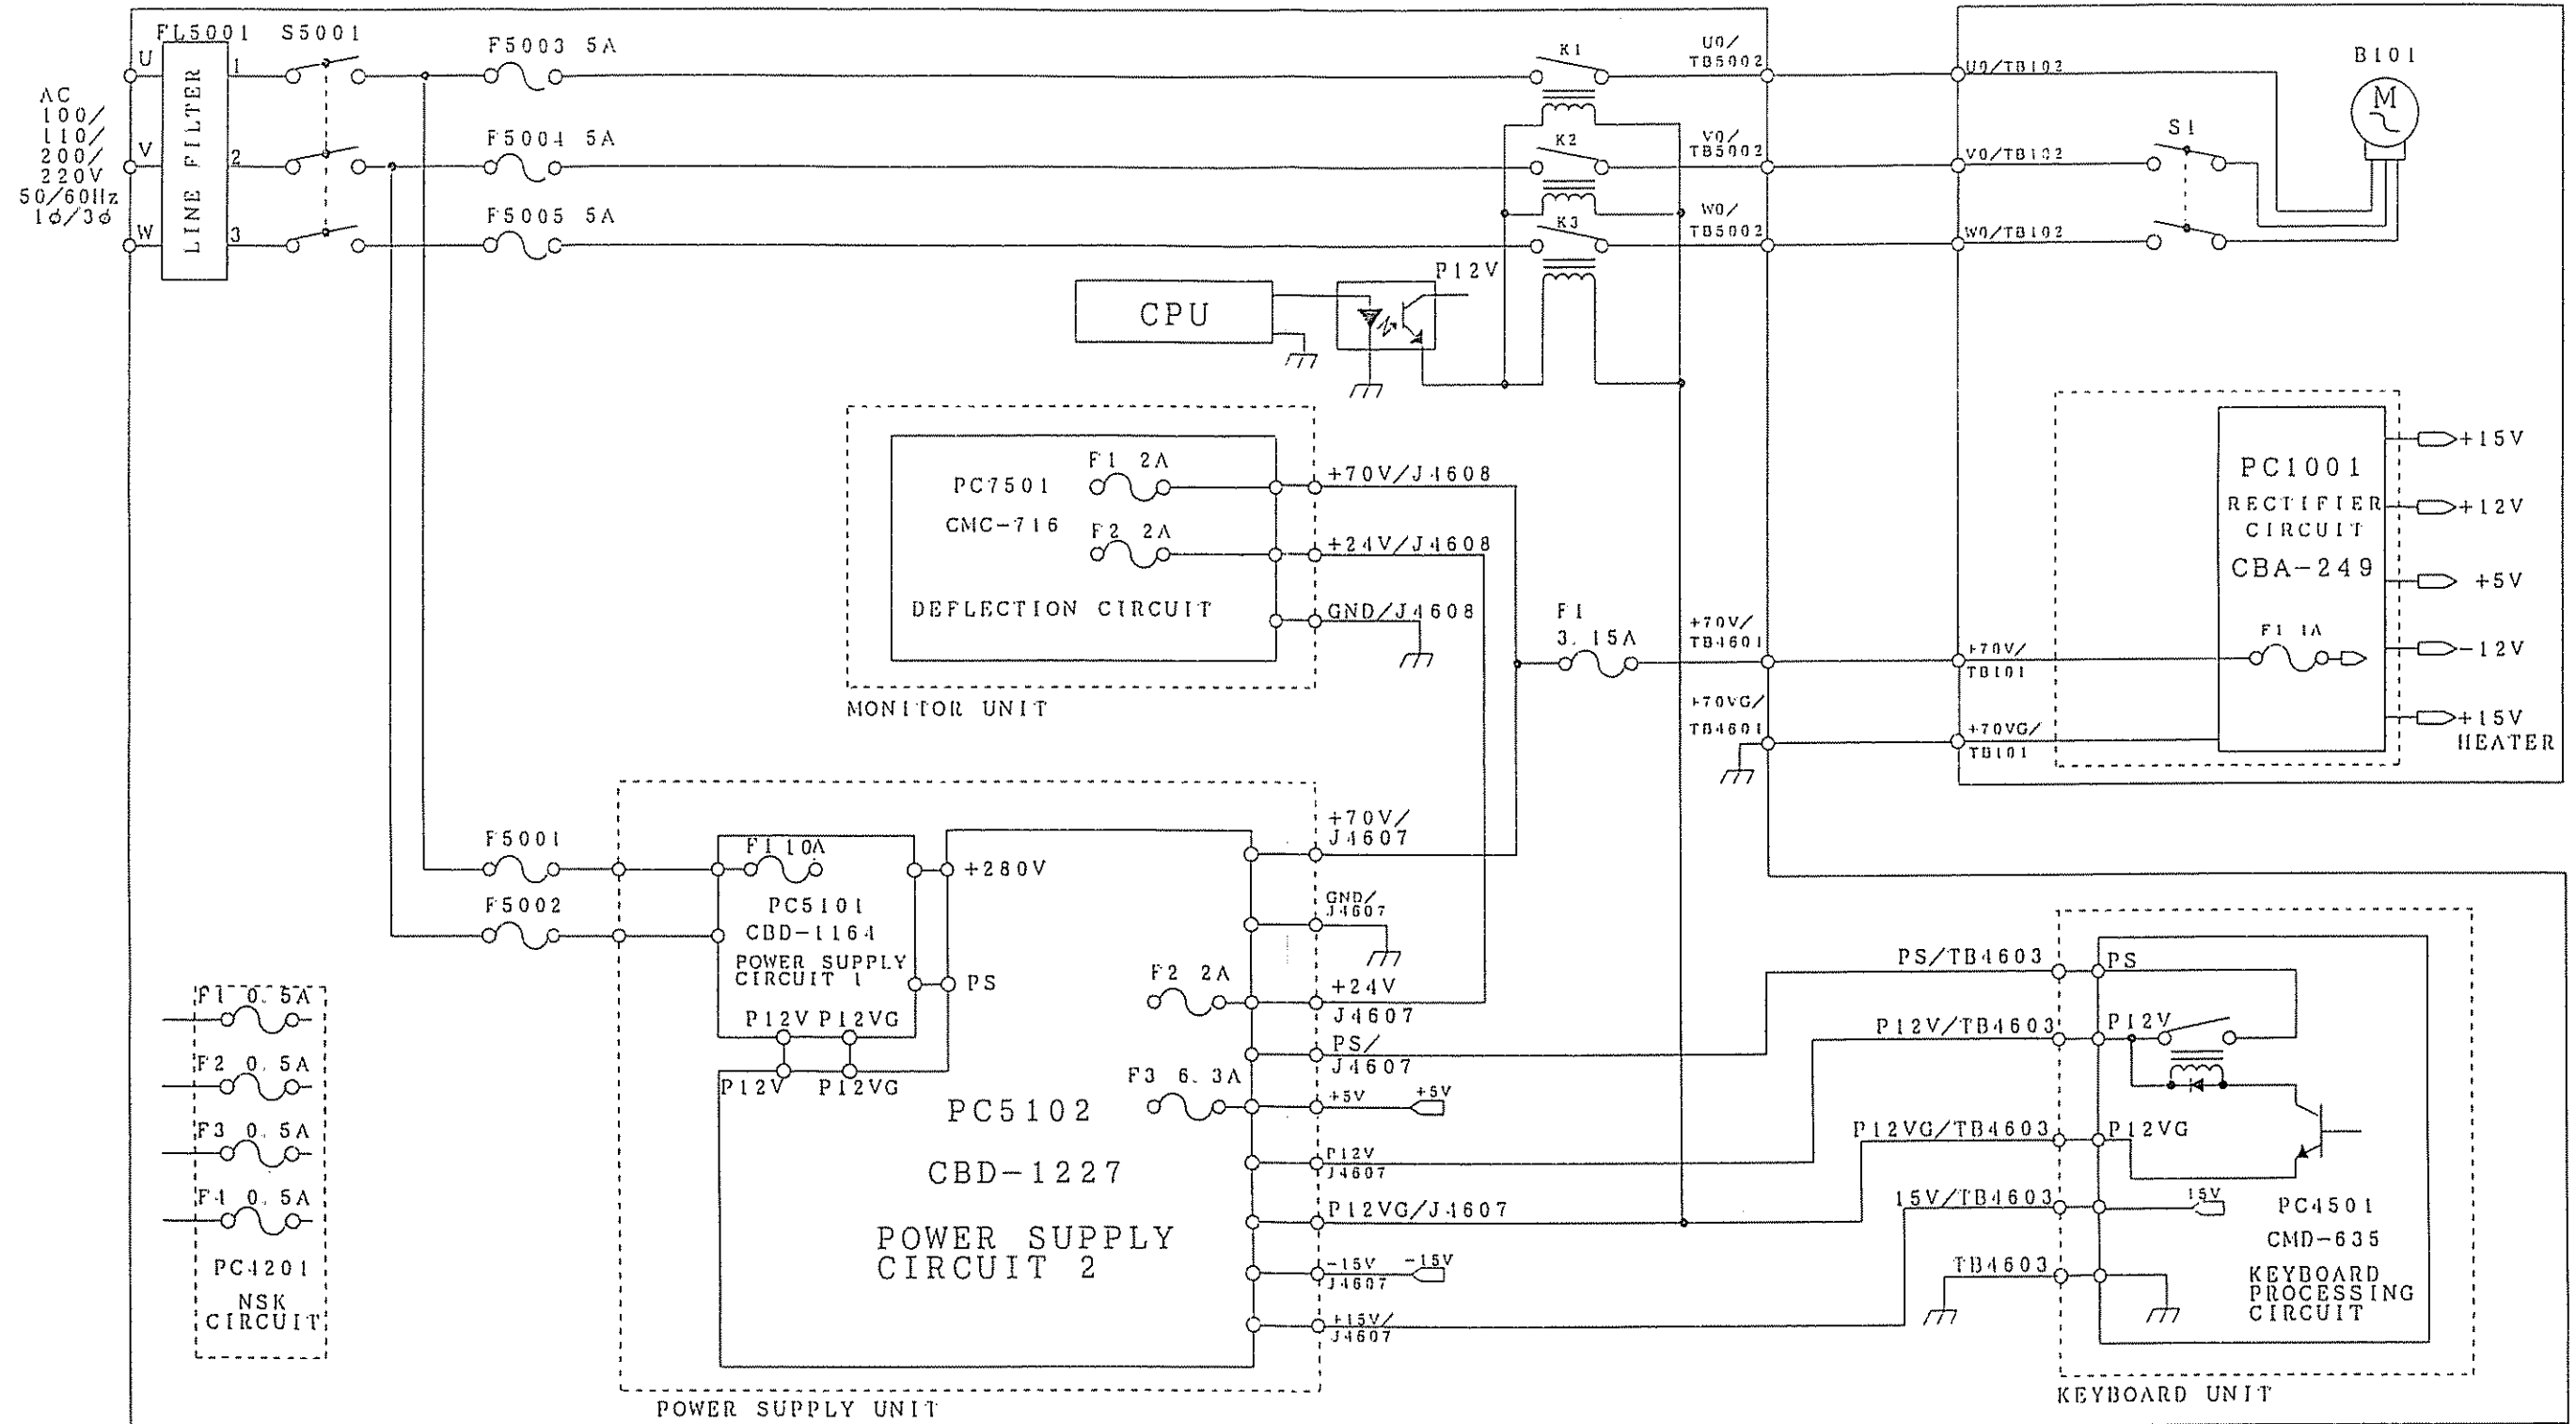 FL5001 S5001
U
V
W
AC
100/
110/
200/
220V
50/60Hz
1φ/3φ
LINE FILTER
1
2
3
F5003 5A
F5004 5A
F5005 5A
K1
K2
K3
U0/
TB5002
V0/
TB5002
W0/
TB5002
U0/TB102
V0/TB102
W0/TB102
S1
B101
M
CPU
P12V
F1 2A
PC7501
CMC-716
F2 2A
DEFLECTION CIRCUIT
MONITOR UNIT
+70V/J4608
+24V/J4608
GND/J4608
F1
3.15A
+70V/
TB4601
+70VG/
TB4601
+70V/
TB101
+70VG/
TB101
PC1001
RECTIFIER
CIRCUIT
CBA-249
F1 1A
+15V
+12V
+5V
-12V
+15V
HEATER
F5001
F5002
F1 10A
PC5101
CBD-1164
POWER SUPPLY
CIRCUIT 1
P12V P12VG
P12V P12VG
+280V
PS
F2 2A
F3 6.3A
PC5102
CBD-1227
POWER SUPPLY
CIRCUIT 2
POWER SUPPLY UNIT
+70V/
J4607
GND/
J4607
+24V
J4607
PS/
J4607
+5V +5V
P12V
J4607
P12VG/J4607
-15V -15V
J4607
+15V/
J4607
F1 0.5A
F2 0.5A
F3 0.5A
F4 0.5A
PC4201
NSK
CIRCUIT
PS/TB4603
P12V/TB4603
P12VG/TB4603
15V/TB4603
TB4603
PS
P12V
P12VG
15V
PC4501
CMD-635
KEYBOARD
PROCESSING
CIRCUIT
KEYBOARD UNIT